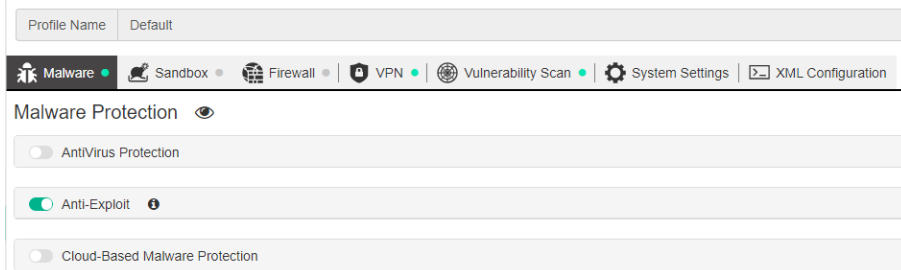 Profile Name Default
Malware Sandbox Firewall VPN Vulnerability Scan System Settings XML Configuration
Malware Protection
AntiVirus Protection
Anti-Exploit
Cloud-Based Malware Protection